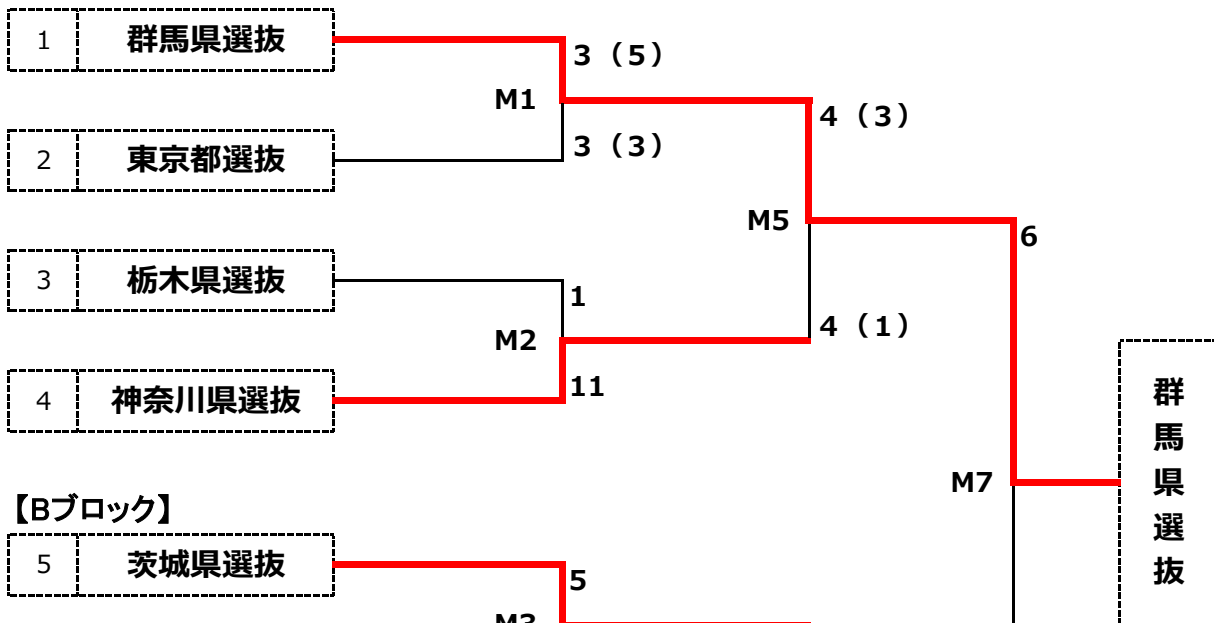 1 群馬県選抜
3（5）
M1
4（3）
3（3）
2 東京都選抜
M5
6
3 栃木県選抜
1
M2
4（1）
11
4 神奈川県選抜
群馬県選抜
M7
【Bブロック】
5 茨城県選抜
5
M3